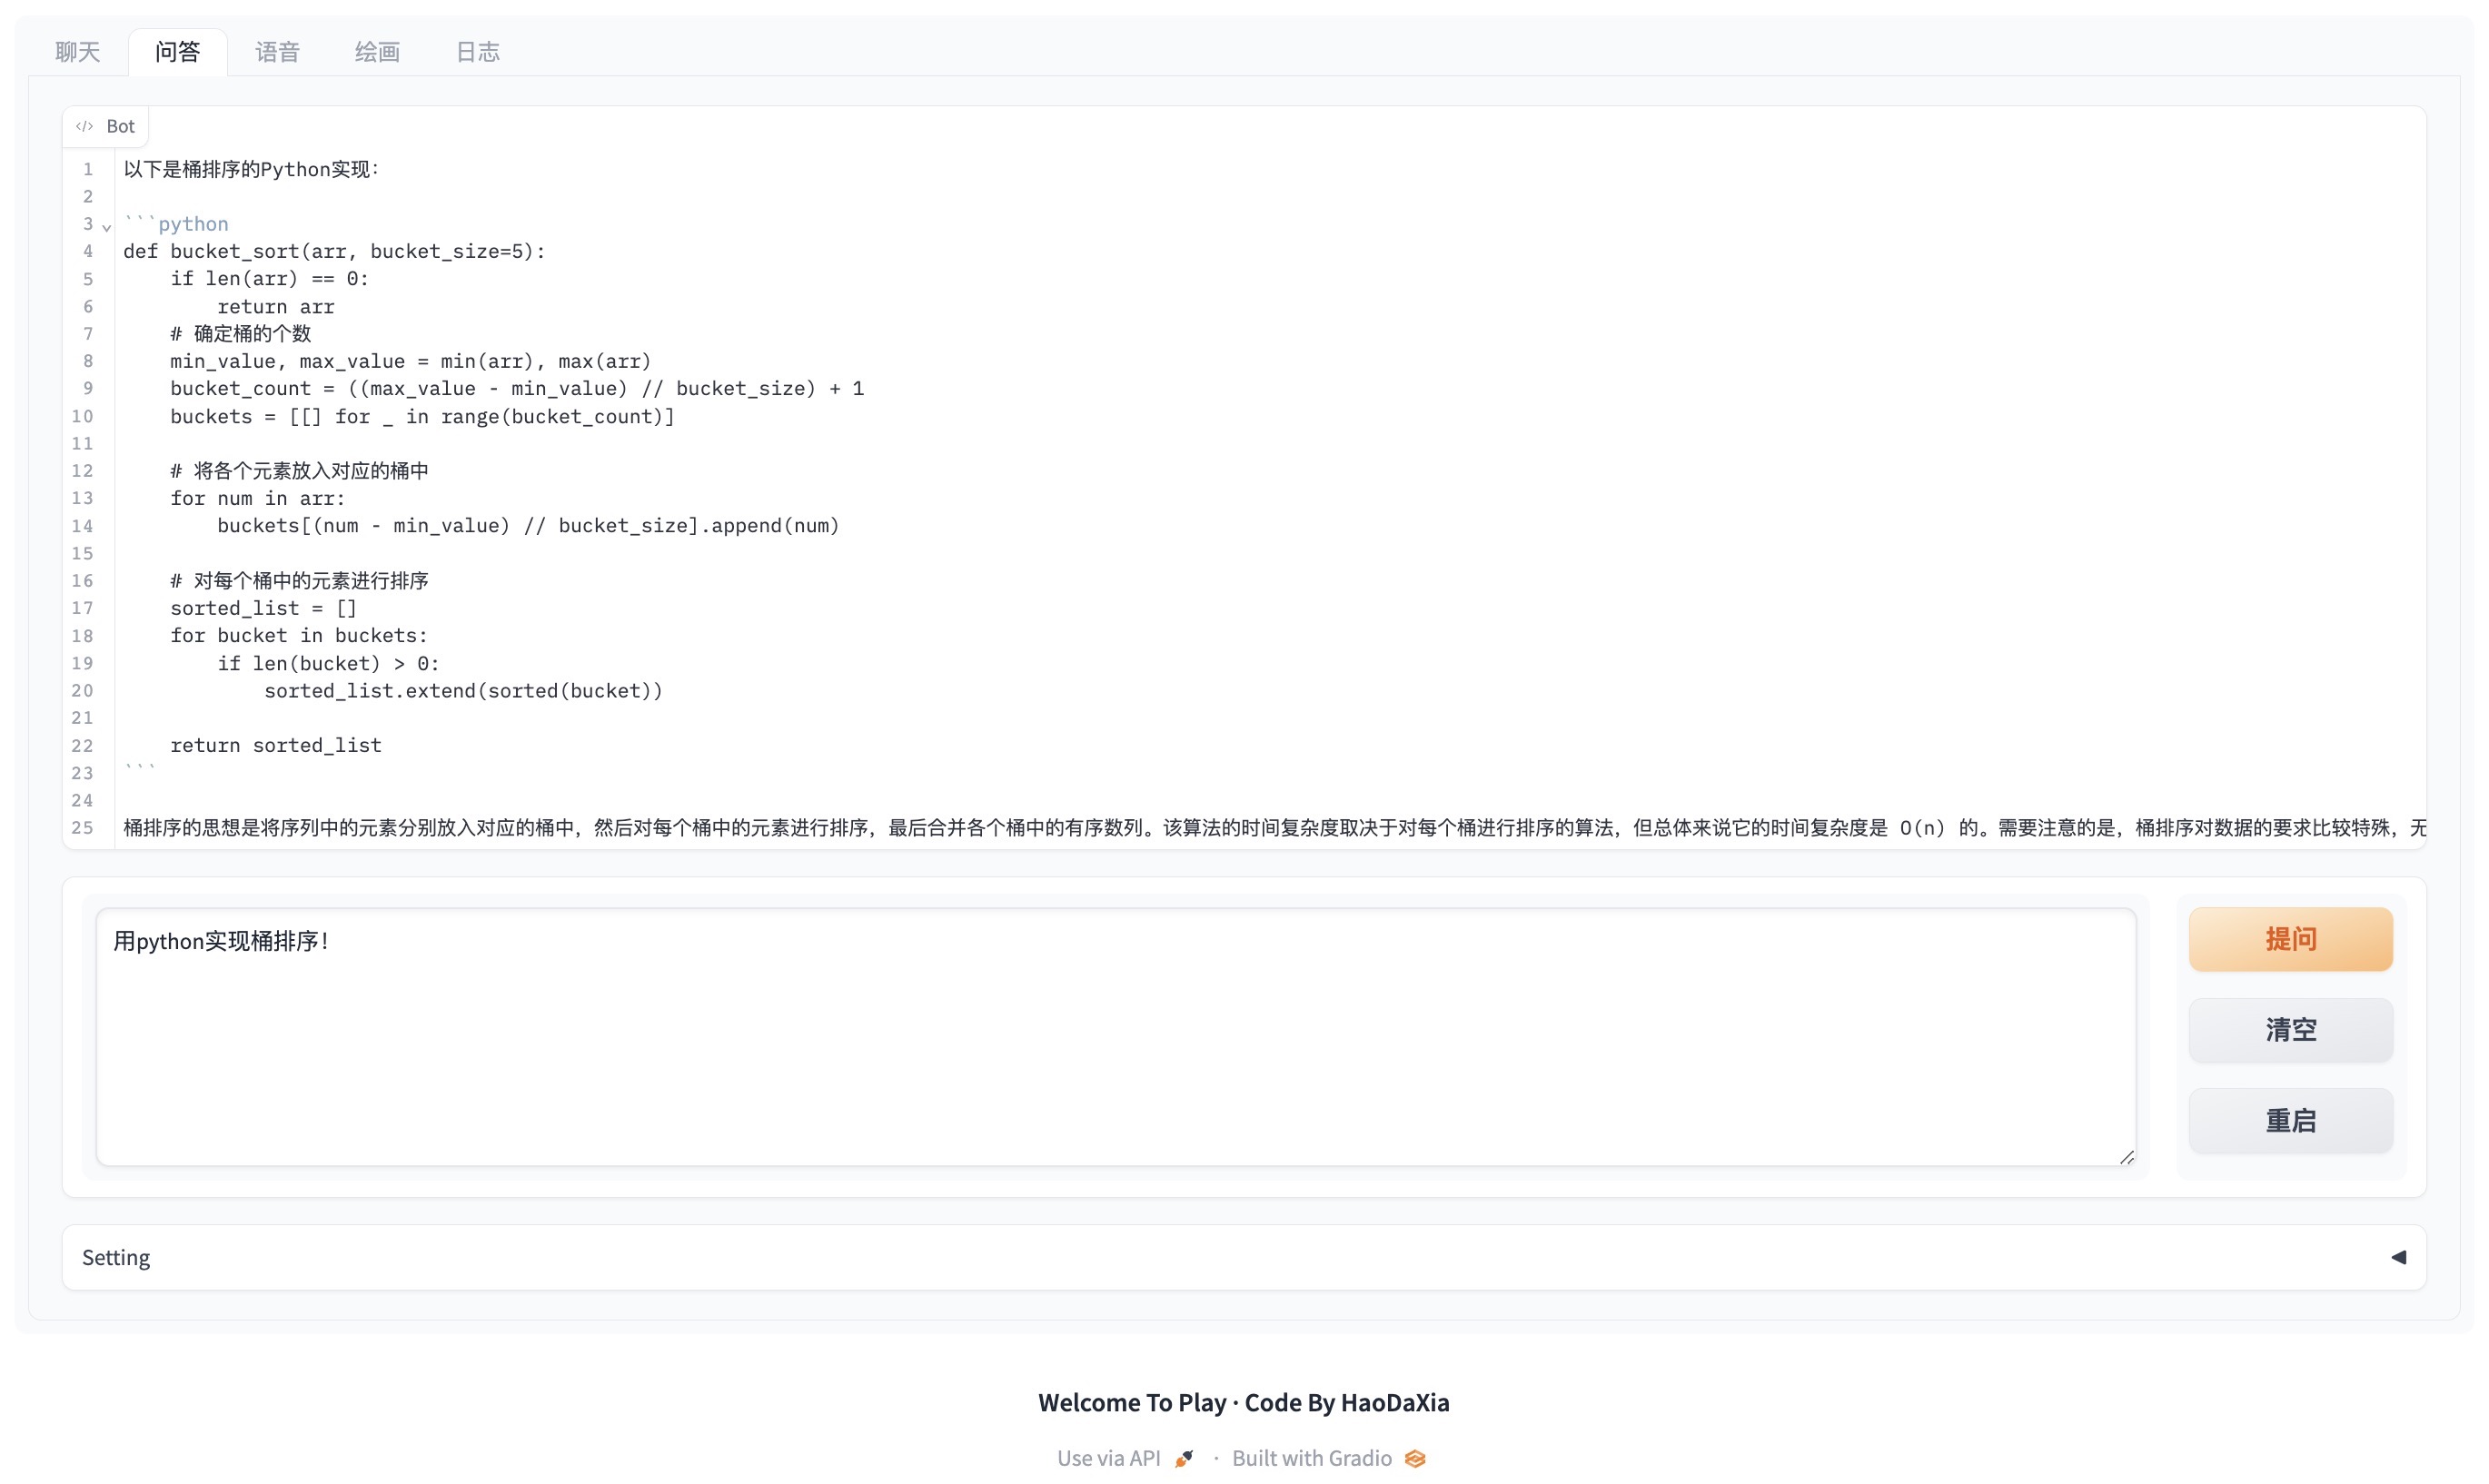 聊天 问答 语音 绘画 日志
</> Bot
1 以下是桶排序的Python实现：
2
3 ```python
4 def bucket_sort(arr, bucket_size=5):
5     if len(arr) == 0:
6         return arr
7     # 确定桶的个数
8     min_value, max_value = min(arr), max(arr)
9     bucket_count = ((max_value - min_value) // bucket_size) + 1
10     buckets = [[] for _ in range(bucket_count)]
11
12     # 将各个元素放入对应的桶中
13     for num in arr:
14         buckets[(num - min_value) // bucket_size].append(num)
15
16     # 对每个桶中的元素进行排序
17     sorted_list = []
18     for bucket in buckets:
19         if len(bucket) > 0:
20             sorted_list.extend(sorted(bucket))
21
22     return sorted_list
23 ```
24
25 桶排序的思想是将序列中的元素分别放入对应的桶中，然后对每个桶中的元素进行排序，最后合并各个桶中的有序数列。该算法的时间复杂度取决于对每个桶进行排序的算法，但总体来说它的时间复杂度是 O(n) 的。需要注意的是，桶排序对数据的要求比较特殊，无
用python实现桶排序！
提问
清空
重启
Setting
Welcome To Play · Code By HaoDaXia
Use via API · Built with Gradio